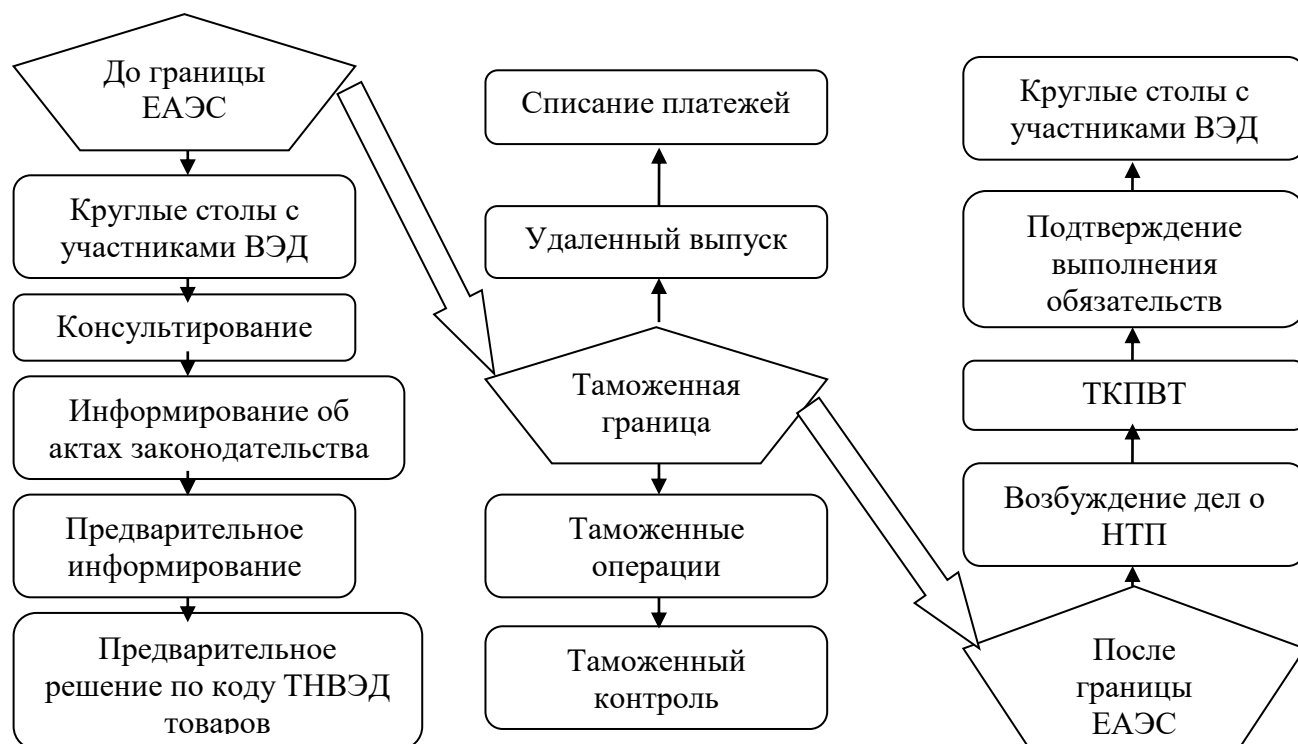 До границы
ЕАЭС
Круглые столы с
участниками ВЭД
Консультирование
Информирование об
актах законодательства
Предварительное
информирование
Предварительное
решение по коду ТНВЭД
товаров
Списание платежей
Удаленный выпуск
Таможенная
граница
Таможенные
операции
Таможенный
контроль
Круглые столы с
участниками ВЭД
Подтверждение
выполнения
обязательств
ТКПВТ
Возбуждение дел о
НТП
После
границы
ЕАЭС